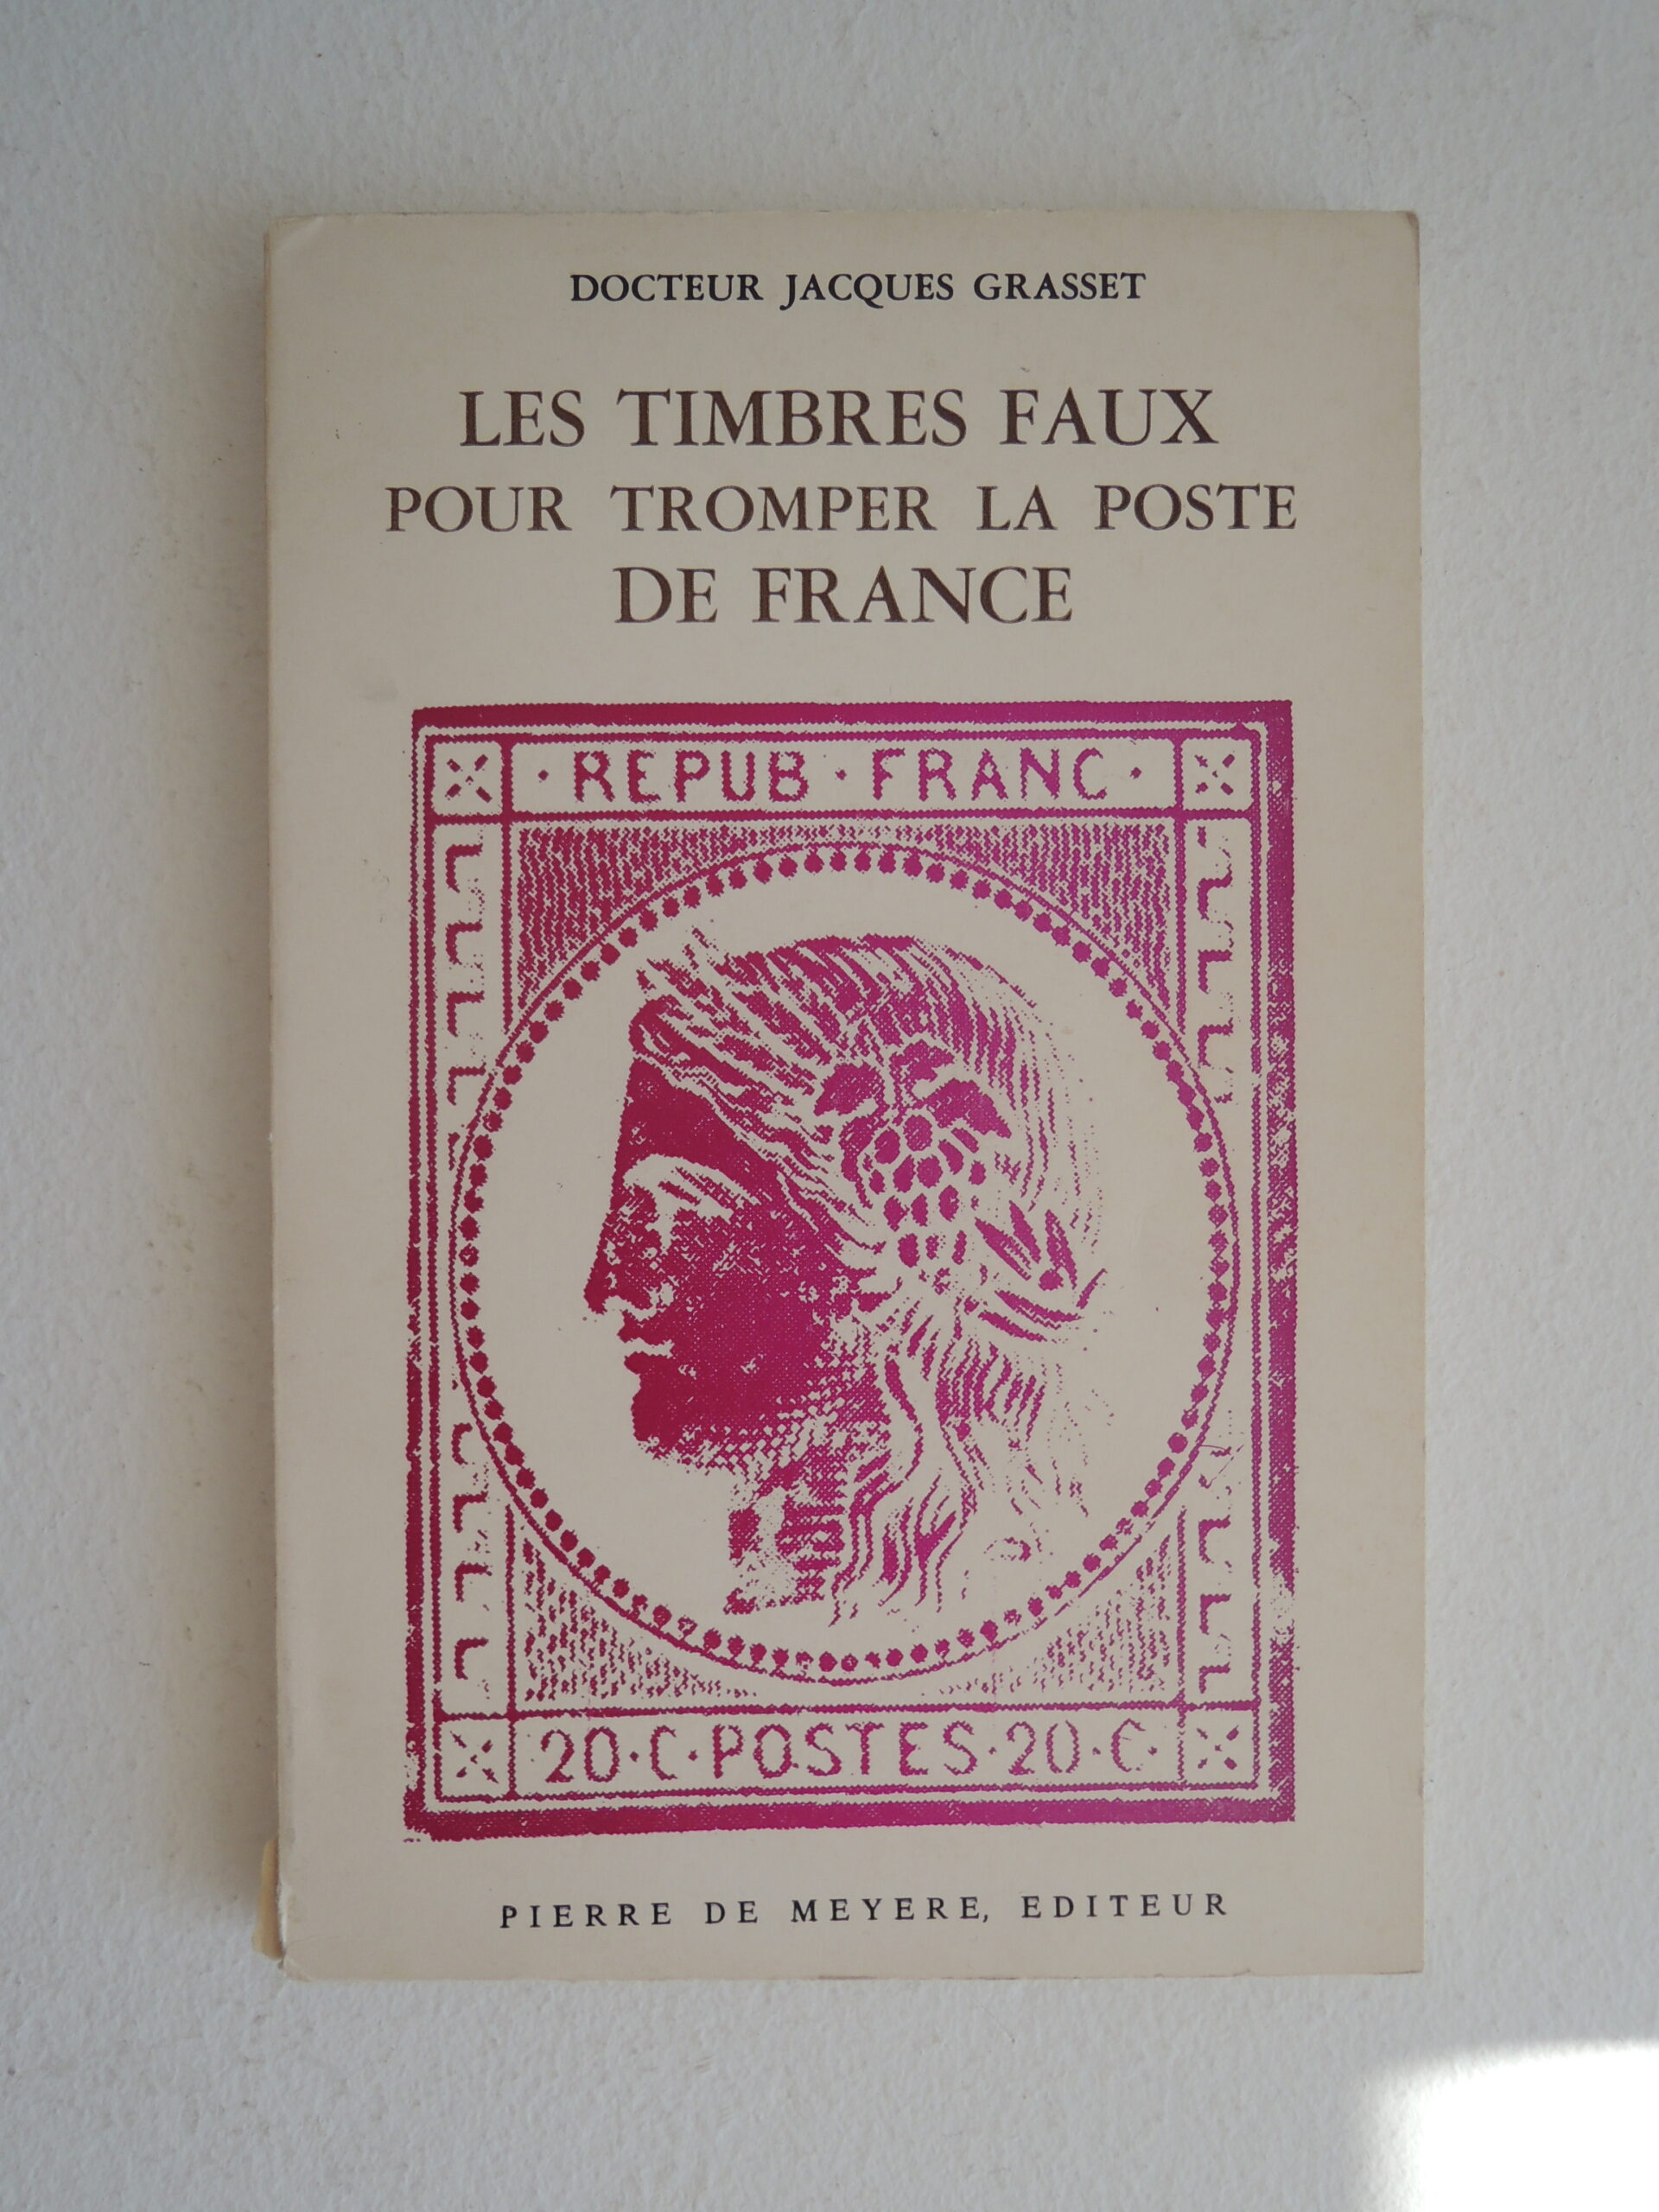 DOCTEUR JACQUES GRASSET
LES TIMBRES FAUX
POUR TROMPER LA POSTE
DE FRANCE
· REPUB · FRANC ·
20 · C · POSTES · 20 · C ·
PIERRE DE MEYERE, EDITEUR